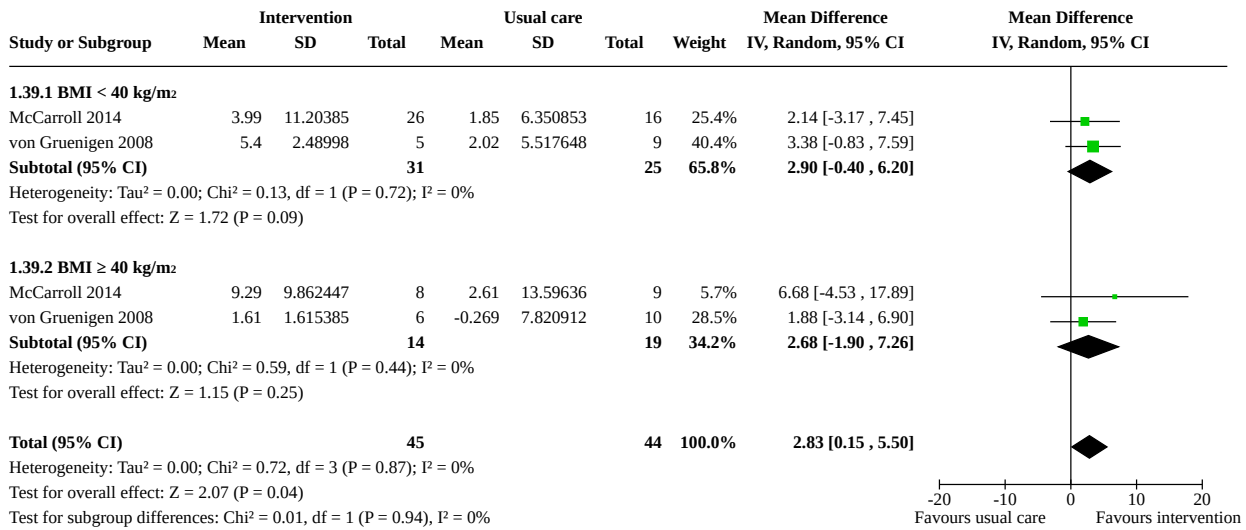 Intervention Usual care Mean Difference Mean Difference
Study or Subgroup Mean SD Total Mean SD Total Weight IV, Random, 95% CI IV, Random, 95% CI
1.39.1 BMI < 40 kg/m2
McCarroll 2014 3.99 11.20385 26 1.85 6.350853 16 25.4% 2.14 [-3.17 , 7.45]
von Gruenigen 2008 5.4 2.48998 5 2.02 5.517648 9 40.4% 3.38 [-0.83 , 7.59]
Subtotal (95% CI) 31 25 65.8% 2.90 [-0.40 , 6.20]
Heterogeneity: Tau² = 0.00; Chi² = 0.13, df = 1 (P = 0.72); I² = 0%
Test for overall effect: Z = 1.72 (P = 0.09)
1.39.2 BMI ≥ 40 kg/m2
McCarroll 2014 9.29 9.862447 8 2.61 13.59636 9 5.7% 6.68 [-4.53 , 17.89]
von Gruenigen 2008 1.61 1.615385 6 -0.269 7.820912 10 28.5% 1.88 [-3.14 , 6.90]
Subtotal (95% CI) 14 19 34.2% 2.68 [-1.90 , 7.26]
Heterogeneity: Tau² = 0.00; Chi² = 0.59, df = 1 (P = 0.44); I² = 0%
Test for overall effect: Z = 1.15 (P = 0.25)
Total (95% CI) 45 44 100.0% 2.83 [0.15 , 5.50]
Heterogeneity: Tau² = 0.00; Chi² = 0.72, df = 3 (P = 0.87); I² = 0%
Test for overall effect: Z = 2.07 (P = 0.04)
-20 -10 0 10 20
Test for subgroup differences: Chi² = 0.01, df = 1 (P = 0.94), I² = 0% Favours usual care Favours intervention